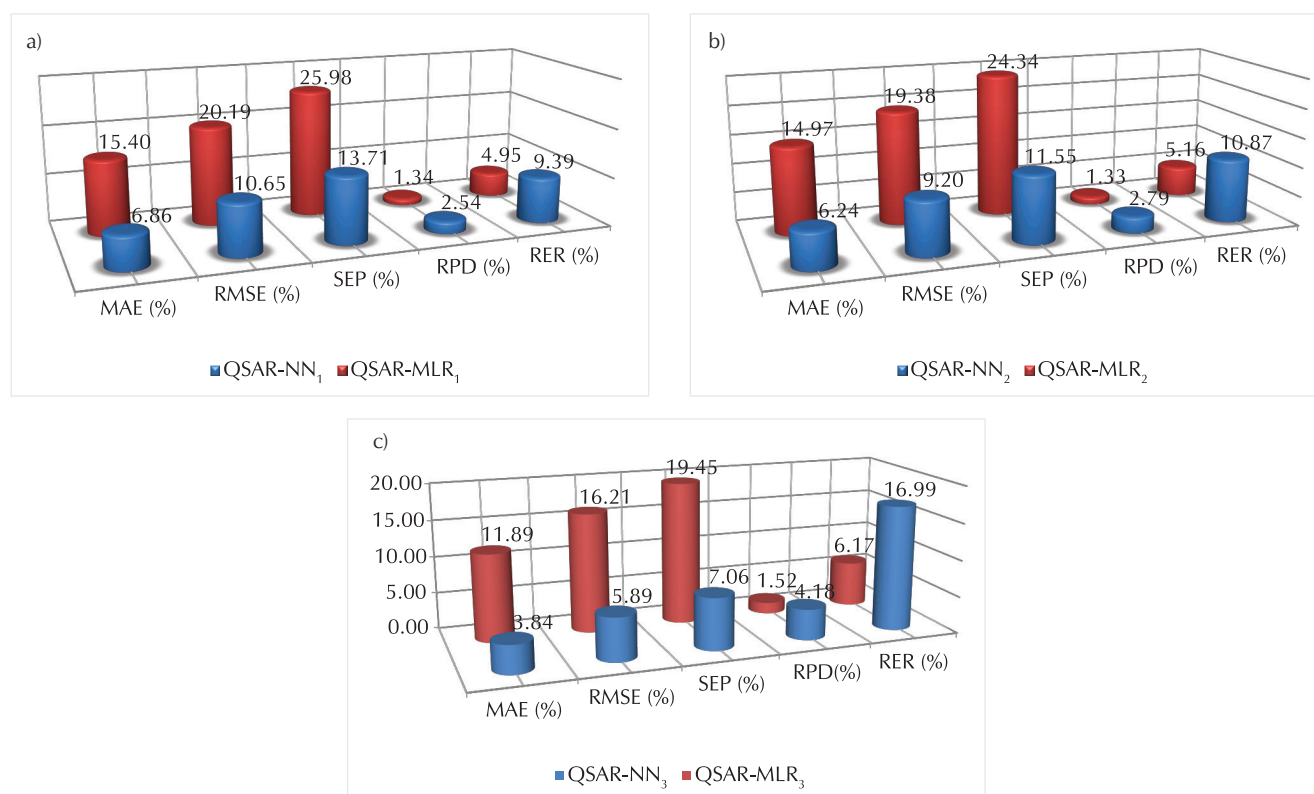 a)
25.98
20.19
15.40
13.71
10.65
6.86
4.95
9.39
1.34
2.54
RER (%)
RPD (%)
SEP (%)
RMSE (%)
MAE (%)
QSAR-NN₁ QSAR-MLR₁
b)
24.34
19.38
14.97
11.55
9.20
6.24
5.16
10.87
1.33
2.79
RER (%)
RPD (%)
SEP (%)
RMSE (%)
MAE (%)
QSAR-NN₂ QSAR-MLR₂
c)
20.00
15.00
10.00
5.00
0.00
19.45
16.21
11.89
16.99
6.17
7.06
1.52
4.18
5.89
3.84
RER (%)
RPD(%)
SEP (%)
RMSE (%)
MAE (%)
QSAR-NN₃ QSAR-MLR₃